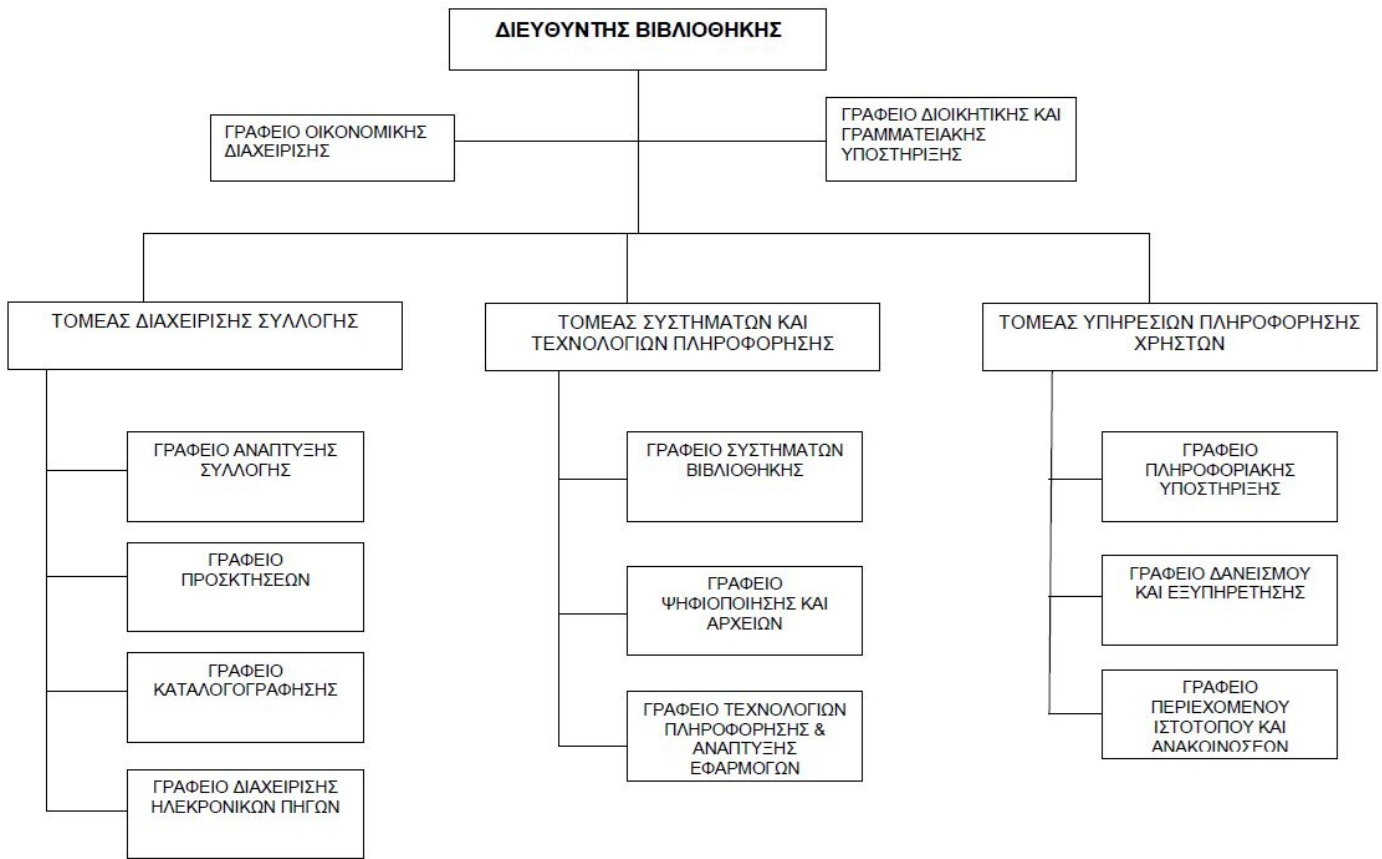 ΔΙΕΥΘΥΝΤΗΣ ΒΙΒΛΙΟΘΗΚΗΣ
ΓΡΑΦΕΙΟ ΟΙΚΟΝΟΜΙΚΗΣ
ΔΙΑΧΕΙΡΙΣΗΣ
ΓΡΑΦΕΙΟ ΔΙΟΙΚΗΤΙΚΗΣ ΚΑΙ
ΓΡΑΜΜΑΤΕΙΑΚΗΣ
ΥΠΟΣΤΗΡΙΞΗΣ
ΤΟΜΕΑΣ ΔΙΑΧΕΙΡΙΣΗΣ ΣΥΛΛΟΓΗΣ
ΤΟΜΕΑΣ ΣΥΣΤΗΜΑΤΩΝ ΚΑΙ
ΤΕΧΝΟΛΟΓΙΩΝ ΠΛΗΡΟΦΟΡΗΣΗΣ
ΤΟΜΕΑΣ ΥΠΗΡΕΣΙΩΝ ΠΛΗΡΟΦΟΡΗΣΗΣ
ΧΡΗΣΤΩΝ
ΓΡΑΦΕΙΟ ΑΝΑΠΤΥΞΗΣ
ΣΥΛΛΟΓΗΣ
ΓΡΑΦΕΙΟ
ΠΡΟΣΚΤΗΣΕΩΝ
ΓΡΑΦΕΙΟ
ΚΑΤΑΛΟΓΟΓΡΑΦΗΣΗΣ
ΓΡΑΦΕΙΟ ΔΙΑΧΕΙΡΙΣΗΣ
ΗΛΕΚΡΟΝΙΚΩΝ ΠΗΓΩΝ
ΓΡΑΦΕΙΟ ΣΥΣΤΗΜΑΤΩΝ
ΒΙΒΛΙΟΘΗΚΗΣ
ΓΡΑΦΕΙΟ
ΨΗΦΙΟΠΟΙΗΣΗΣ ΚΑΙ
ΑΡΧΕΙΩΝ
ΓΡΑΦΕΙΟ ΤΕΧΝΟΛΟΓΙΩΝ
ΠΛΗΡΟΦΟΡΗΣΗΣ &
ΑΝΑΠΤΥΞΗΣ
ΕΦΑΡΜΟΓΩΝ
ΓΡΑΦΕΙΟ
ΠΛΗΡΟΦΟΡΙΑΚΗΣ
ΥΠΟΣΤΗΡΙΞΗΣ
ΓΡΑΦΕΙΟ ΔΑΝΕΙΣΜΟΥ
ΚΑΙ ΕΞΥΠΗΡΕΤΗΣΗΣ
ΓΡΑΦΕΙΟ
ΠΕΡΙΕΧΟΜΕΝΟΥ
ΙΣΤΟΤΟΠΟΥ ΚΑΙ
ΑΝΑΚΟΙΝΩΣΕΩΝ